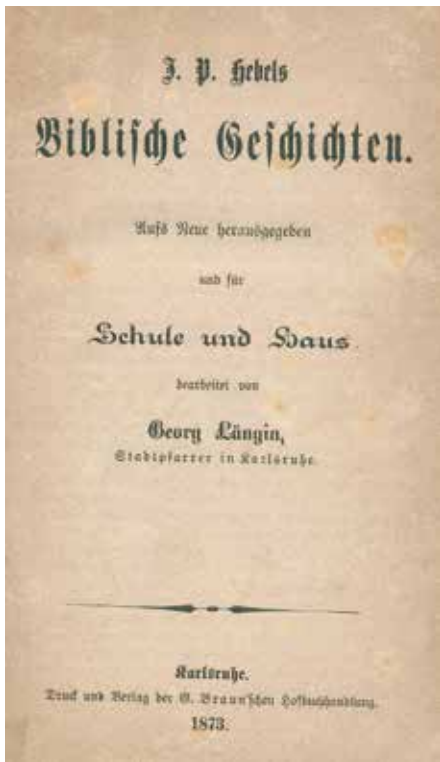 J. P. Hebels
Bibliſche Geſchichten.
Aufs Neue herausgegeben
und für
Schule und Haus
bearbeitet von
Georg Längin,
Stadtpfarrer in Karlsruhe.
Karlsruhe.
Druck und Verlag der G. Braun'ſchen Hofbuchhandlung.
1873.